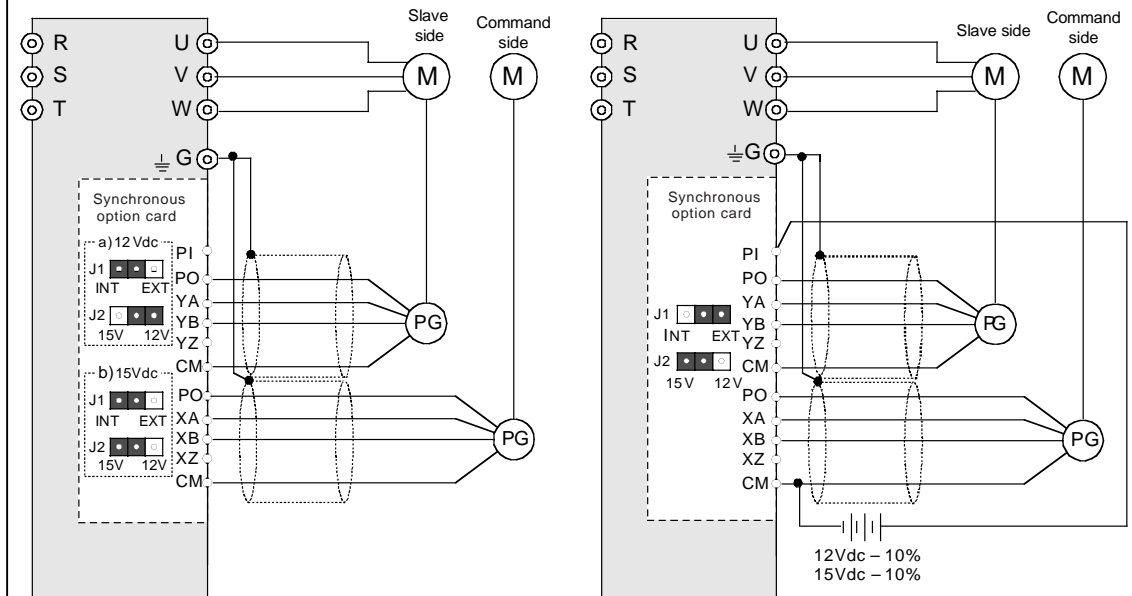 Slave
side
Command
side
R
S
T
U
V
W
G
M
M
Synchronous
option card
a) 12 Vdc
J1
INT EXT
J2
15V 12V
b) 15Vdc
J1
INT EXT
J2
15V 12V
PI
PO
YA
YB
YZ
CM
PO
XA
XB
XZ
CM
PG
PG
Slave side
Command
side
R
S
T
U
V
W
G
M
M
Synchronous
option card
J1
INT EXT
J2
15V 12V
PI
PO
YA
YB
YZ
CM
PO
XA
XB
XZ
CM
PG
PG
12Vdc – 10%
15Vdc – 10%